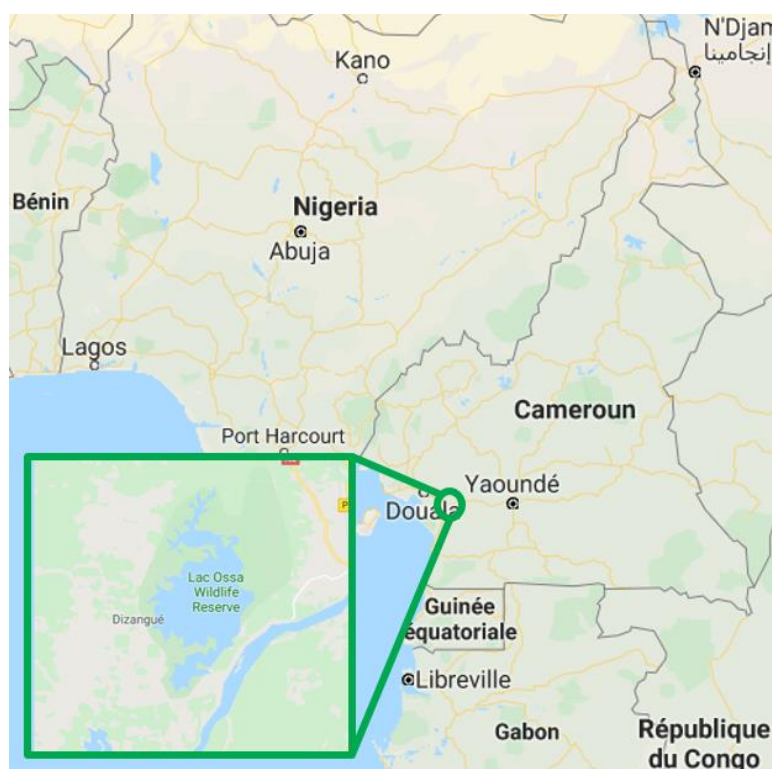 N'Djam
إنجامينا
Kano
Bénin
Nigeria
Abuja
Lagos
Cameroun
Port Harcourt
Yaoundé
Douala
Lac Ossa
Wildlife
Reserve
Dizangué
P
Guinée
équatoriale
Libreville
Gabon
République
du Congo